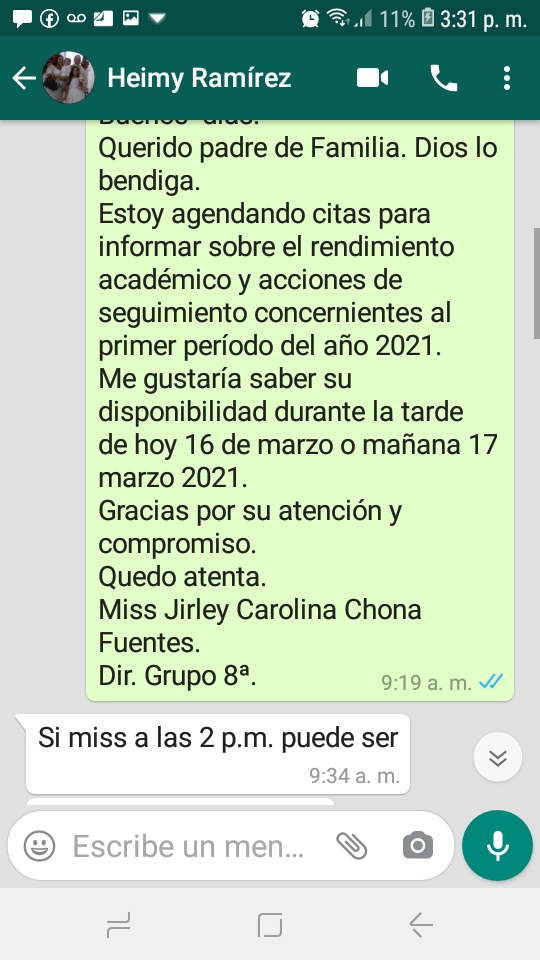 11% 3:31 p. m.
Heimy Ramírez
Buenos días.
Querido padre de Familia. Dios lo
bendiga.
Estoy agendando citas para
informar sobre el rendimiento
académico y acciones de
seguimiento concernientes al
primer período del año 2021.
Me gustaría saber su
disponibilidad durante la tarde
de hoy 16 de marzo o mañana 17
marzo 2021.
Gracias por su atención y
compromiso.
Quedo atenta.
Miss Jirley Carolina Chona
Fuentes.
Dir. Grupo 8ª.
9:19 a. m.
Si miss a las 2 p.m. puede ser
9:34 a. m.
Escribe un men...